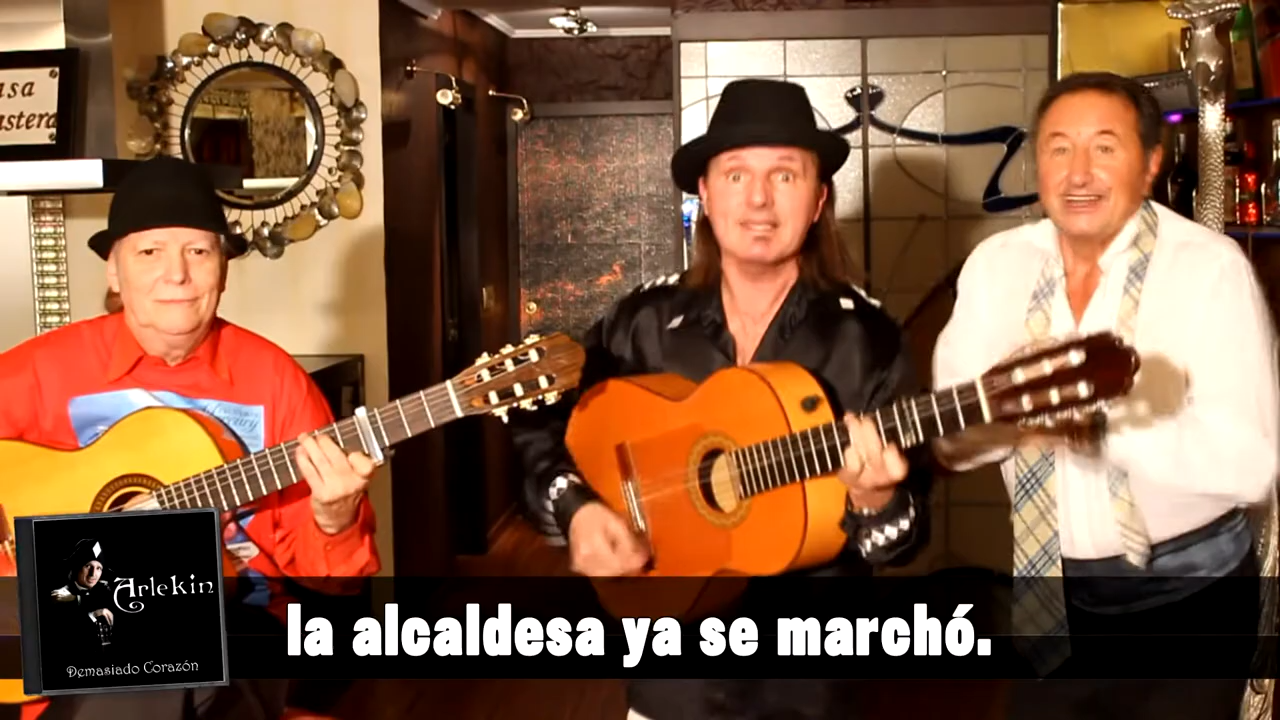 asa
astera
Arlekin
Demasiado Corazón
la alcaldesa ya se marchó.